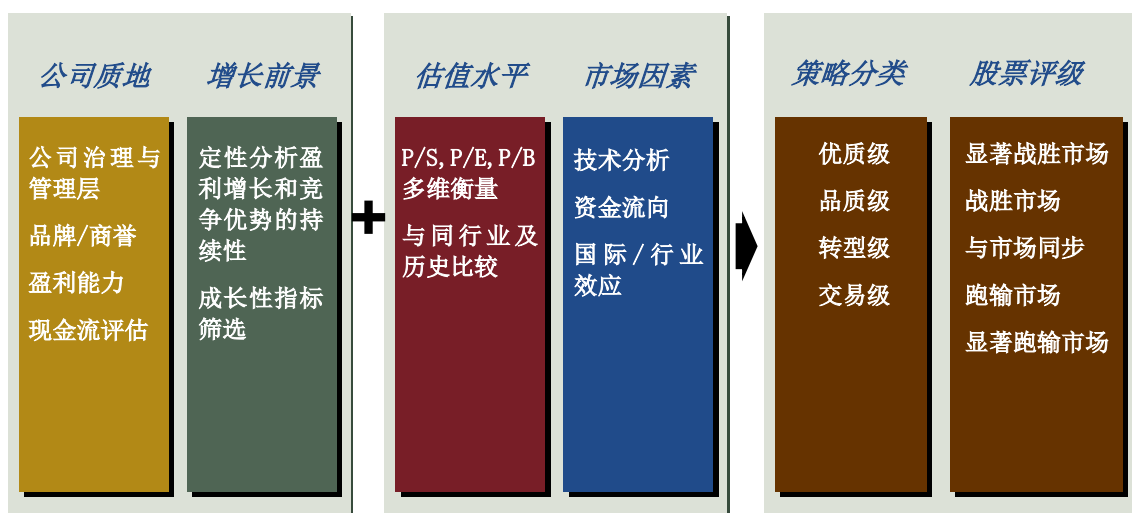 公司质地
公司治理与
管理层
品牌/商誉
盈利能力
现金流评估
增长前景
定性分析盈
利增长和竞
争优势的持
续性
成长性指标
筛选
估值水平
P/S, P/E, P/B
多维衡量
与同行业及
历史比较
市场因素
技术分析
资金流向
国际/行业
效应
策略分类
优质级
品质级
转型级
交易级
股票评级
显著战胜市场
战胜市场
与市场同步
跑输市场
显著跑输市场